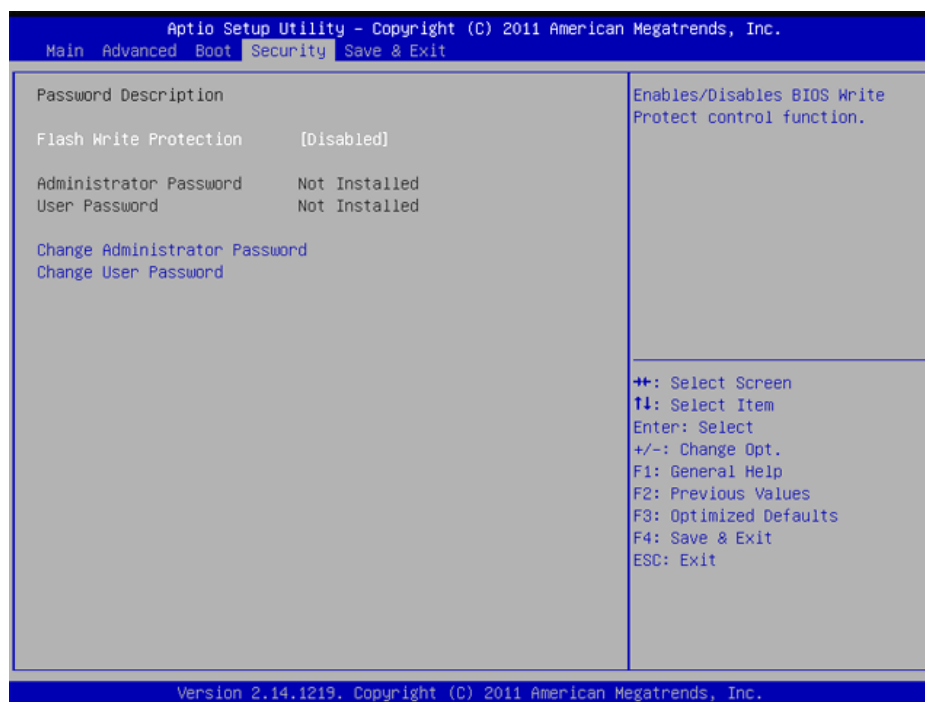 Aptio Setup Utility - Copyright (C) 2011 American Megatrends, Inc.
Main Advanced Boot Security Save & Exit
Password Description
Flash Write Protection [Disabled]
Administrator Password Not Installed
User Password Not Installed
Change Administrator Password
Change User Password
Enables/Disables BIOS Write
Protect control function.
→←: Select Screen
↑↓: Select Item
Enter: Select
+/-: Change Opt.
F1: General Help
F2: Previous Values
F3: Optimized Defaults
F4: Save & Exit
ESC: Exit
Version 2.14.1219. Copyright (C) 2011 American Megatrends, Inc.